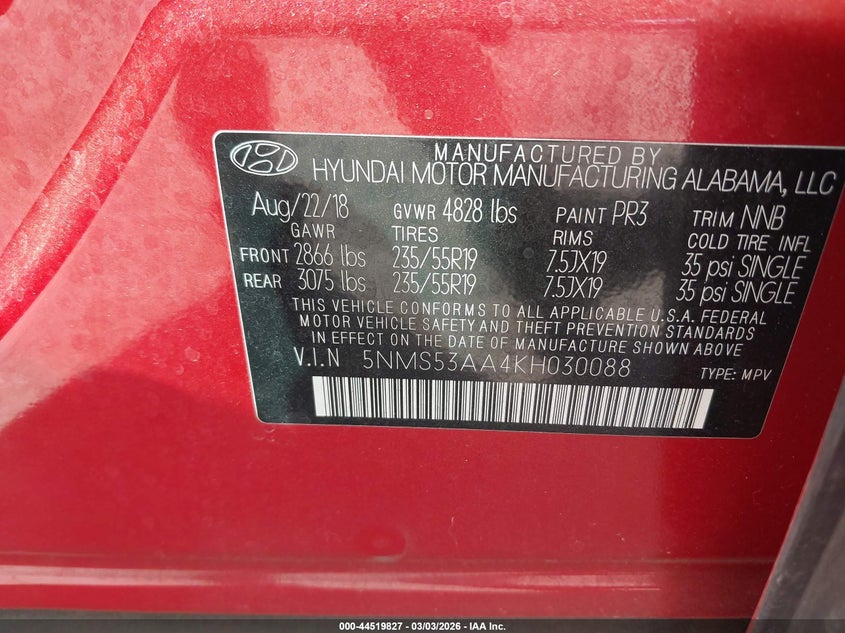 MANUFACTURED BY
HYUNDAI MOTOR MANUFACTURING ALABAMA, LLC
Aug/22/18 GVWR 4828 lbs PAINT PR3 TRIM NNB
GAWR TIRES RIMS COLD TIRE INFL
FRONT 2866 lbs 235/55R19 7.5JX19 35 psi SINGLE
REAR 3075 lbs 235/55R19 7.5JX19 35 psi SINGLE
THIS VEHICLE CONFORMS TO ALL APPLICABLE U.S.A. FEDERAL
MOTOR VEHICLE SAFETY AND THEFT PREVENTION STANDARDS
IN EFFECT ON THE DATE OF MANUFACTURE SHOWN ABOVE
V.I.N 5NMS53AA4KH030088 TYPE: MPV
000-44519827 - 03/03/2026 - IAA Inc.